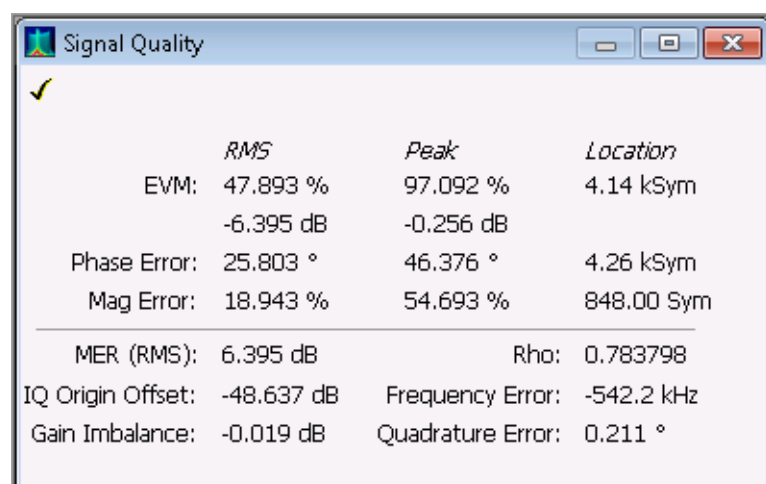 Signal Quality
RMS Peak Location
EVM: 47.893 % 97.092 % 4.14 kSym
-6.395 dB -0.256 dB
Phase Error: 25.803 ° 46.376 ° 4.26 kSym
Mag Error: 18.943 % 54.693 % 848.00 Sym
MER (RMS): 6.395 dB Rho: 0.783798
IQ Origin Offset: -48.637 dB Frequency Error: -542.2 kHz
Gain Imbalance: -0.019 dB Quadrature Error: 0.211 °